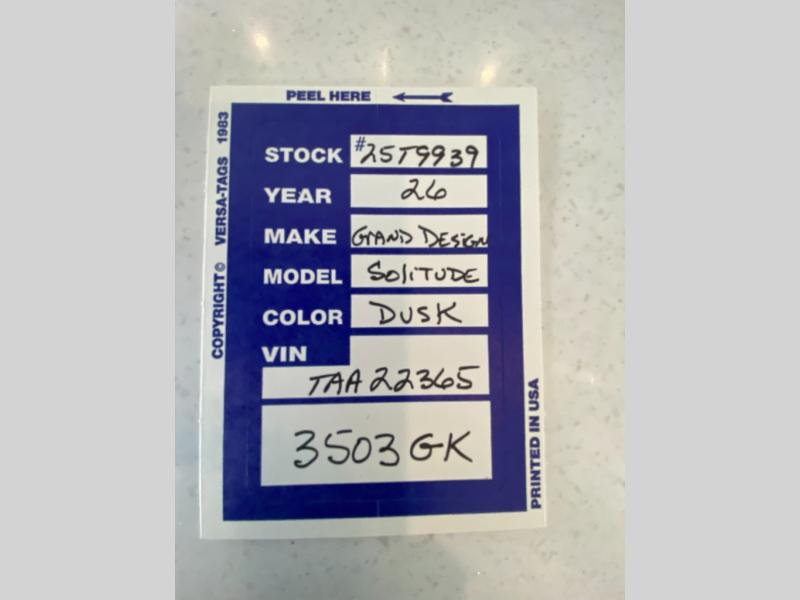 PEEL HERE
COPYRIGHT © VERSA-TAGS 1983
STOCK #25T9939
YEAR 26
MAKE GRAND DESIGN
MODEL SOLITUDE
COLOR DUSK
VIN
TAA22365
3503GK
PRINTED IN USA